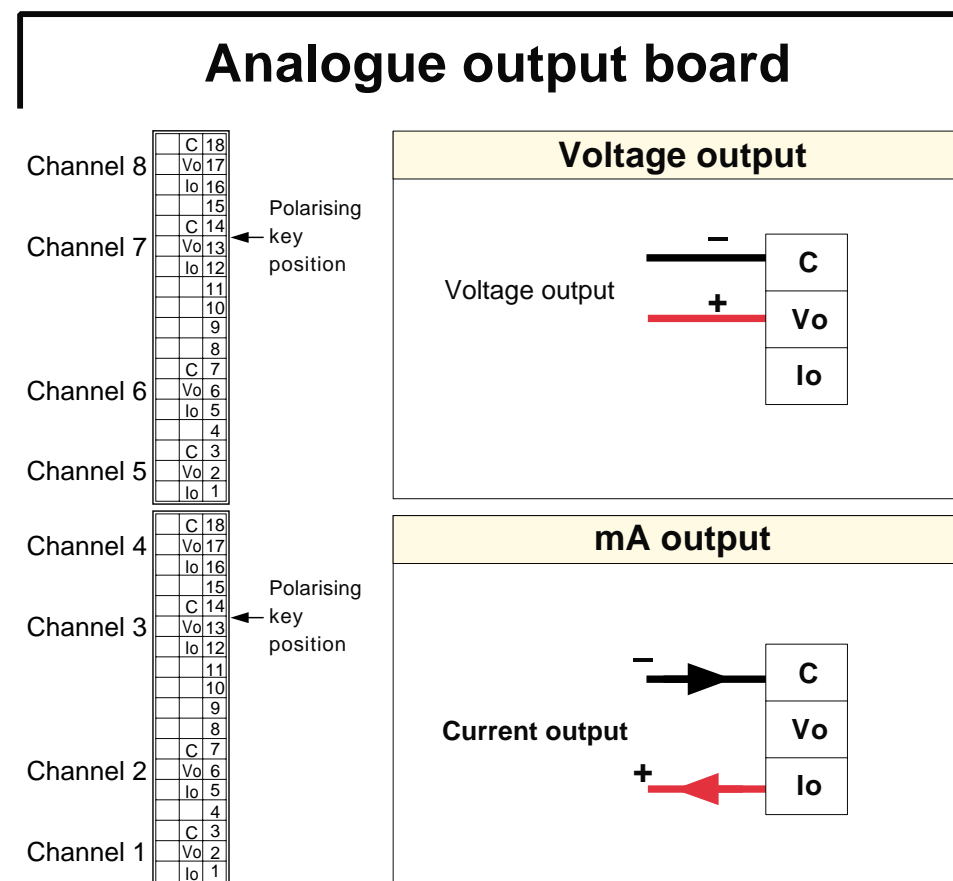 Analogue output board
Channel 8
C 18
Vo 17
Io 16
15
Channel 7
C 14
Vo 13
Io 12
11
10
9
8
Channel 6
C 7
Vo 6
Io 5
4
Channel 5
C 3
Vo 2
Io 1
Polarising
key
position
Channel 4
C 18
Vo 17
Io 16
15
Channel 3
C 14
Vo 13
Io 12
11
10
9
8
Channel 2
C 7
Vo 6
Io 5
4
Channel 1
C 3
Vo 2
Io 1
Polarising
key
position
Voltage output
Voltage output
–
+
C
Vo
Io
mA output
Current output
–
+
C
Vo
Io